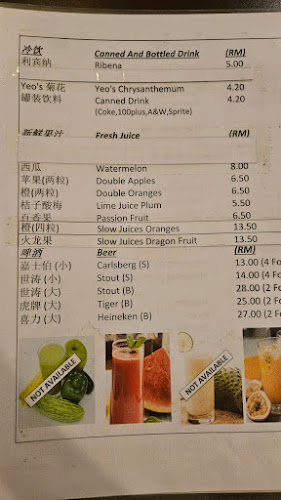 冷饮 Canned And Bottled Drink (RM)
利宾纳 Ribena 5.00
Yeo's 菊花 Yeo's Chrysanthemum 4.20
罐装饮料 Canned Drink 4.20
(Coke,100plus,A&W,Sprite)
新鲜果汁 Fresh Juice (RM)
西瓜 Watermelon 8.00
苹果(两粒) Double Apples 6.50
橙(两粒) Double Oranges 6.50
桔子酸梅 Lime Juice Plum 5.50
百香果 Passion Fruit 6.50
橙(四粒) Slow Juices Oranges 13.50
火龙果 Slow Juices Dragon Fruit 13.50
啤酒 Beer (RM)
嘉士伯 (小) Carlsberg (S) 13.00 (4 Fo
世涛 (小) Stout (S) 14.00 (4 Fo
世涛 (大) Stout (B) 28.00 (2 Fo
虎牌 (大) Tiger (B) 25.00 (2 Fo
喜力 (大) Heineken (B) 27.00 (2 Fo
NOT AVAILABLE
NOT AVAILABLE